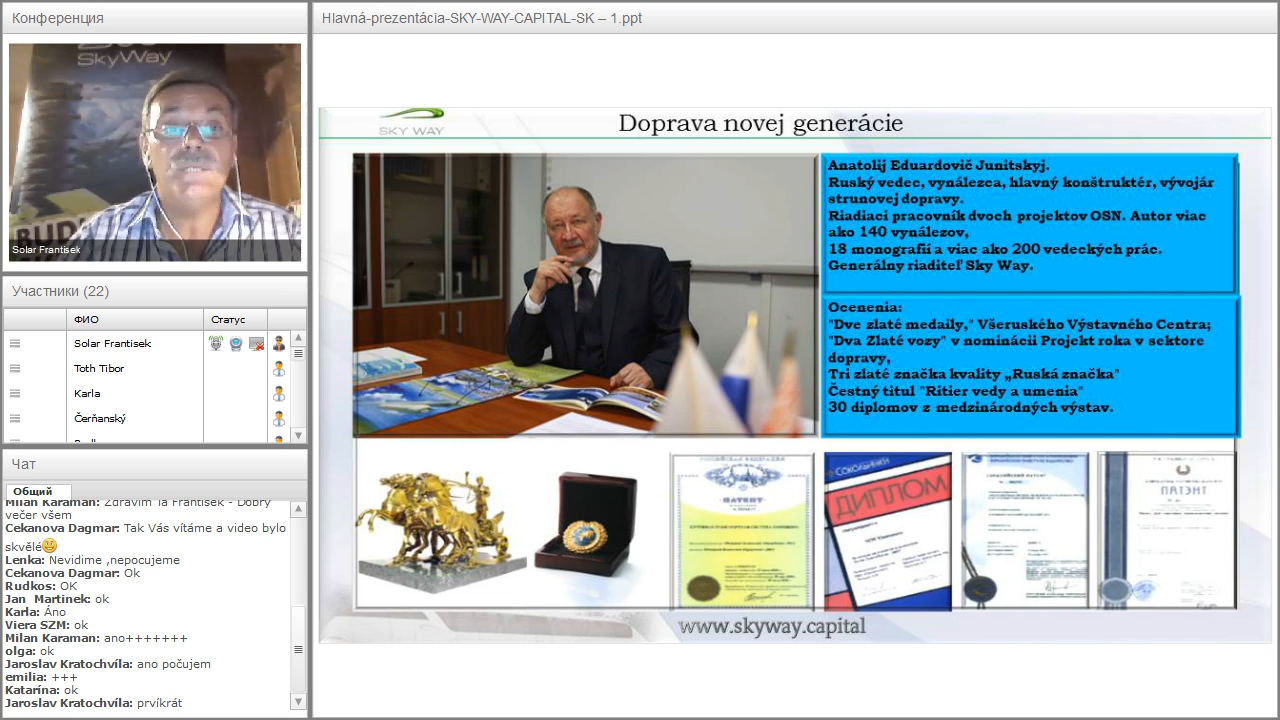 Конференция
SkyWay
BUD
Solar Frantisek
Участники (22)
ФИО
Статус
Solar Frantisek
Toth Tibor
Karla
Čerňanský
Чат
Общий
Milan Karaman: Zdravím Ťa František - Dobrý
večer všem
Cekanova Dagmar: Tak Vás vítáme a video bylo
skvělé
Lenka: Nevidime ,nepocujeme
Cekanova Dagmar: Ok
Rulikos: OK
Jan Martinek: ok
Karla: Ano
Viera SZM: ok
Milan Karaman: ano+++++++
olga: ok
Jaroslav Kratochvíla: ano počujem
emilia: +++
Katarína: ok
Jaroslav Kratochvíla: prvíkrát
Hlavná-prezentácia-SKY-WAY-CAPITAL-SK – 1.ppt
SKY WAY
Doprava novej generácie
Anatolij Eduardovič Junitskyj.
Ruský vedec, vynálezca, hlavný konštruktér, vývojár
strunovej dopravy.
Riadiaci pracovník dvoch projektov OSN. Autor viac
ako 140 vynálezov,
18 monografií a viac ako 200 vedeckých prác.
Generálny riaditeľ Sky Way.
Ocenenia:
"Dve zlaté medaily," Všeruského Výstavného Centra;
"Dva Zlaté vozy" v nominácii Projekt roka v sektore
dopravy,
Tri zlaté značka kvality „Ruská značka"
Čestný titul "Ritier vedy a umenia"
30 diplomov z medzinárodných výstav.
ПАТЕНТ
СОКОЛЬНИКИ
ДИПЛОМ
ПАТЭНТ
www.skyway.capital